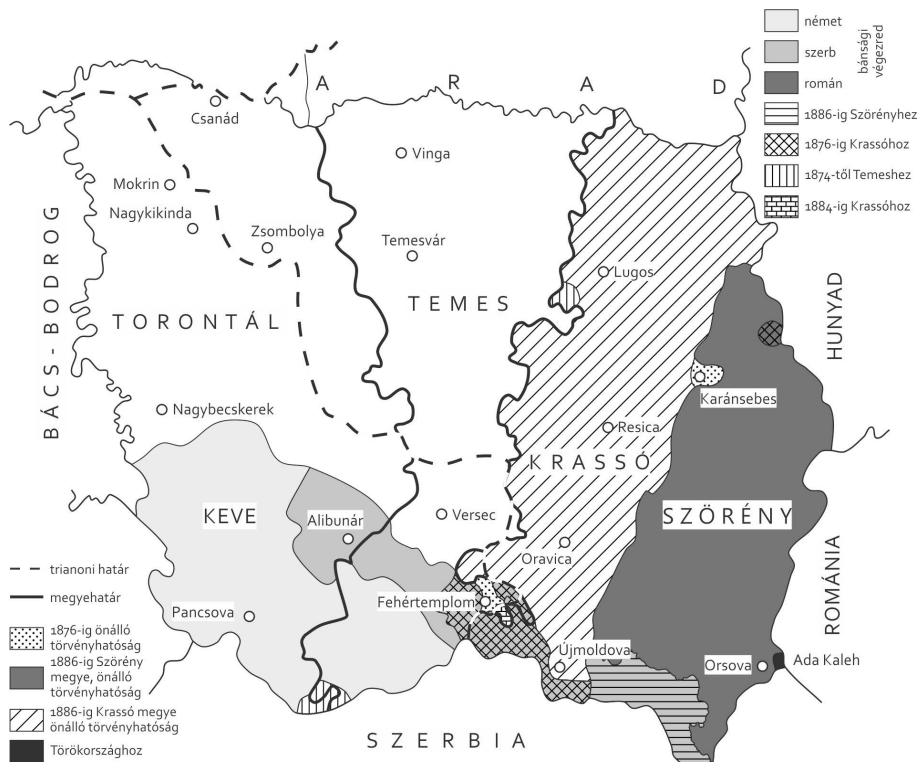 A R A D
német
szerb
román
bánsági
végezred
1886-ig Szörényhez
1876-ig Krassóhoz
1874-től Temeshez
1884-ig Krassóhoz
Csanád
Vinga
Mokrin
Nagykikinda
Zsombolya
Temesvár
BÁCS-BODROG
Lugos
TORONTÁL
TEMES
HUNYAD
Karánsebes
Nagybecskerek
Resica
KRASSÓ
KEVE
Alibunár
Versec
SZÖRÉNY
Oravica
ROMÁNIA
Pancsova
Fehértemplom
Újmoldova
Orsova
Ada Kaleh
SZERBIA
trianoni határ
megyehatár
1876-ig önálló
törvényhatóság
1886-ig Szörény
megye, önálló
törvényhatóság
1886-ig Krassó megye
önálló törvényhatóság
Törökországhoz